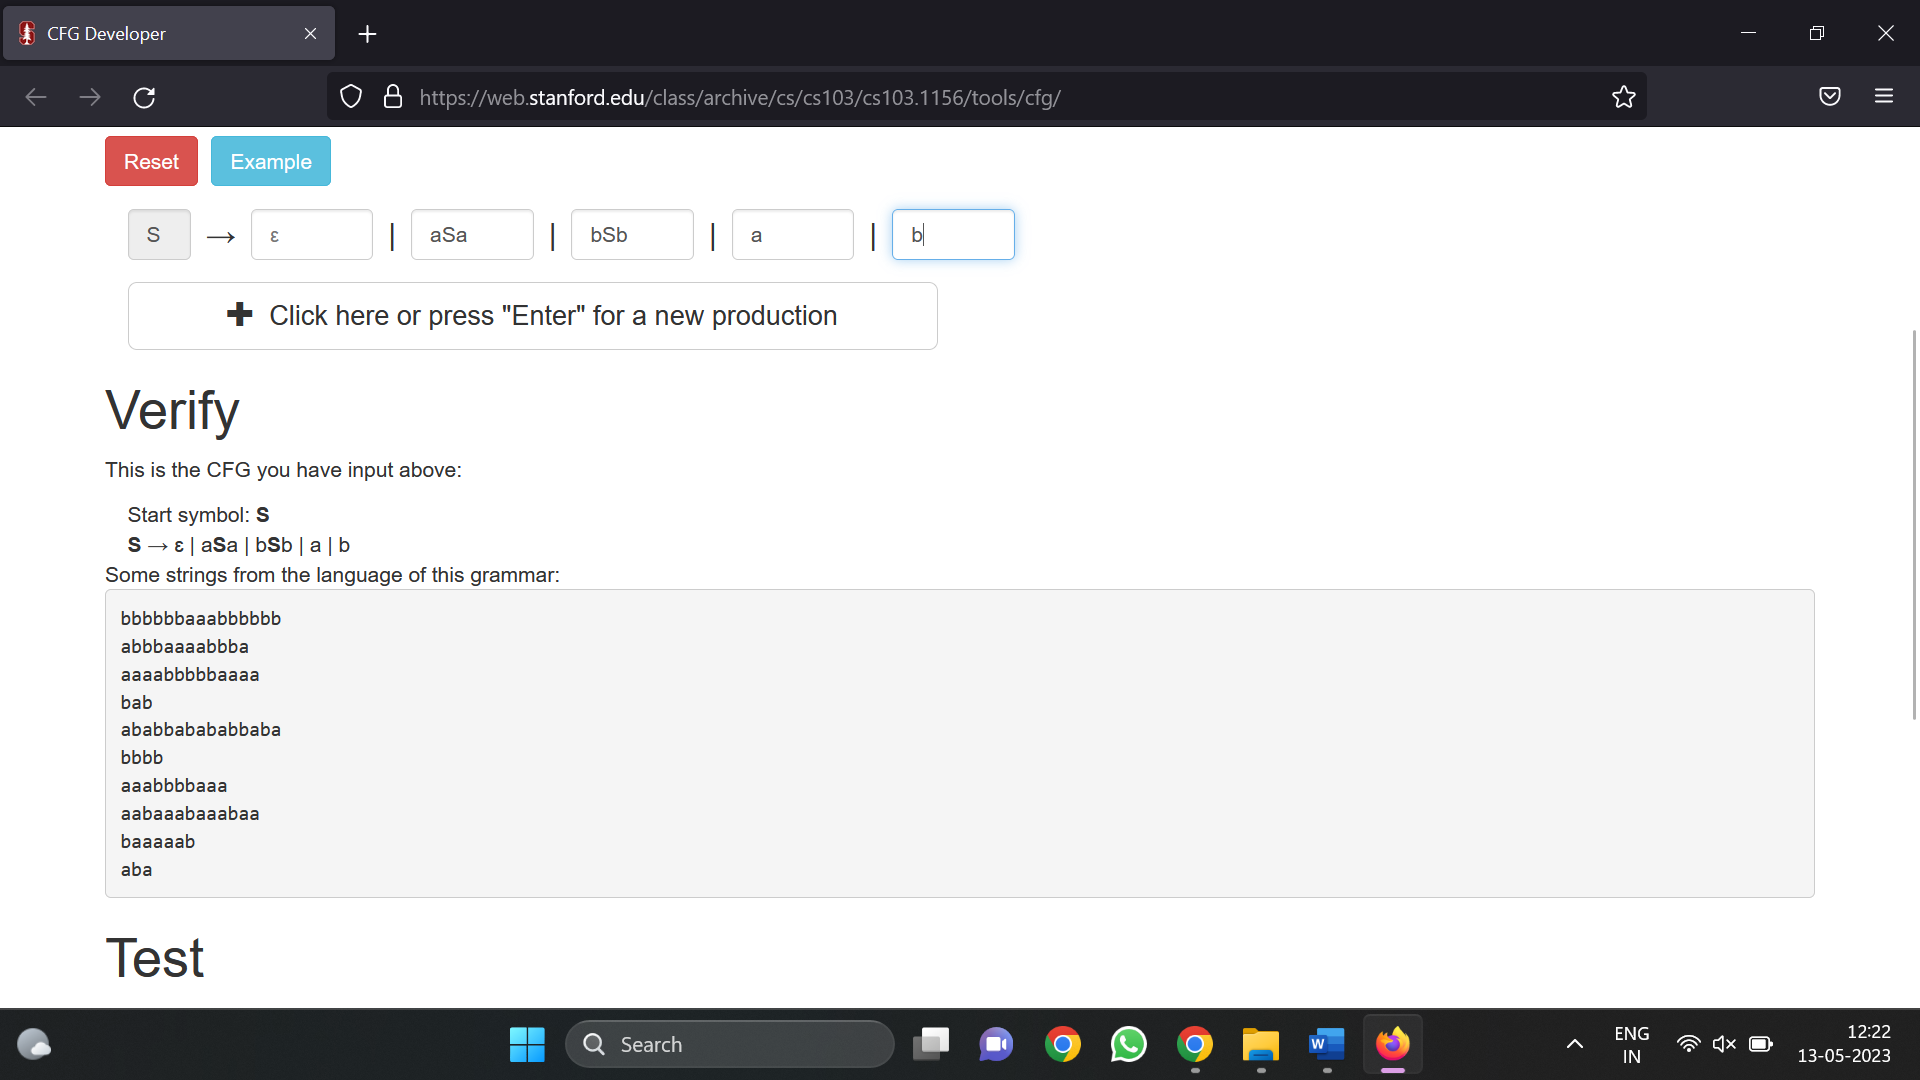 CFG Developer
https://web.stanford.edu/class/archive/cs/cs103/cs103.1156/tools/cfg/
Reset Example
S → ε | aSa | bSb | a | b
Click here or press "Enter" for a new production
Verify
This is the CFG you have input above:
Start symbol: S
S → ε | aSa | bSb | a | b
Some strings from the language of this grammar:
bbbbbbaaabbbbbb
abbbaaaabbba
aaaabbbbbaaaa
bab
ababbabababbaba
bbbb
aaabbbbaaa
aabaaabaaabaa
baaaaab
aba
Test
Search
ENG
IN
12:22
13-05-2023